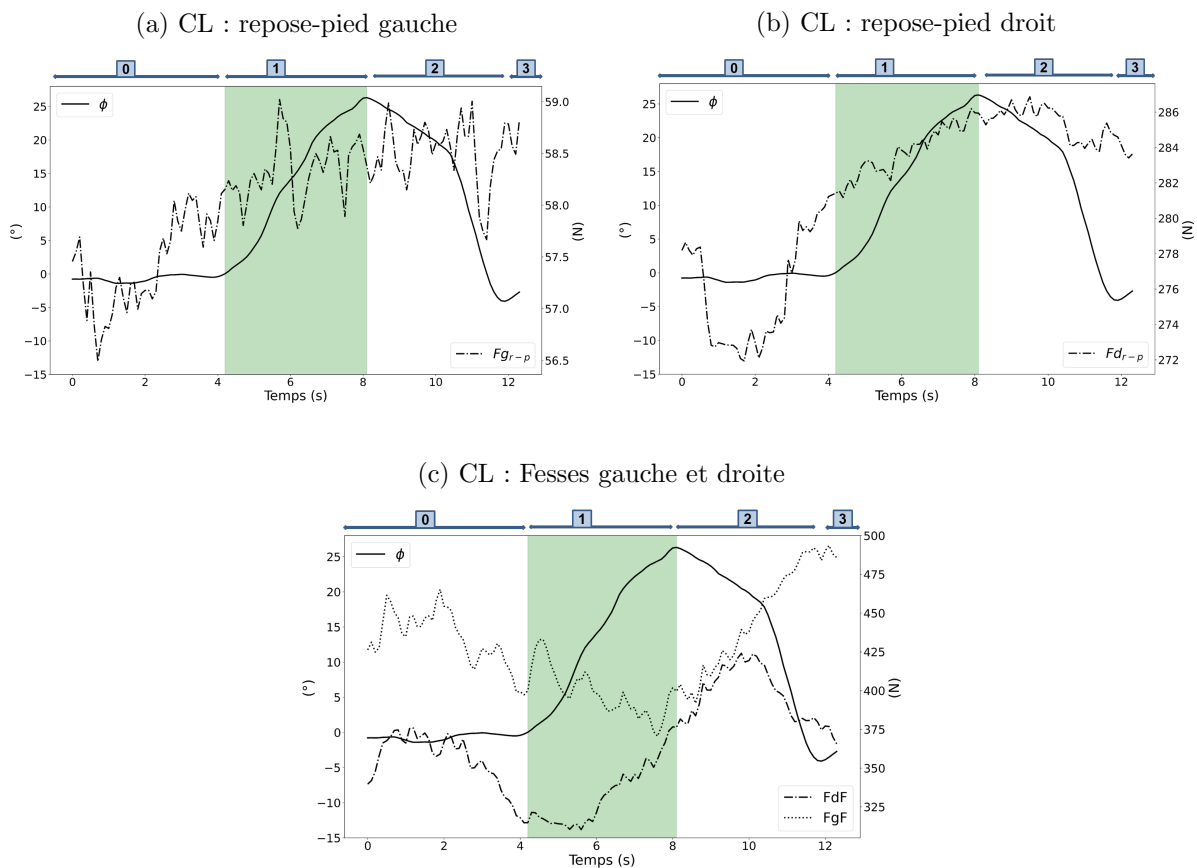 (a) CL : repose-pied gauche
0 1 2 3
ϕ
25 20 15 10 5 0 −5 −10 −15
(°)
59.0 58.5 58.0 57.5 57.0 56.5
(N)
Fg_{r−p}
0 2 4 6 8 10 12
Temps (s)
(b) CL : repose-pied droit
0 1 2 3
ϕ
25 20 15 10 5 0 −5 −10 −15
(°)
286 284 282 280 278 276 274 272
(N)
Fd_{r−p}
0 2 4 6 8 10 12
Temps (s)
(c) CL : Fesses gauche et droite
0 1 2 3
ϕ
25 20 15 10 5 0 −5 −10 −15
(°)
500 475 450 425 400 375 350 325
(N)
FdF
FgF
0 2 4 6 8 10 12
Temps (s)